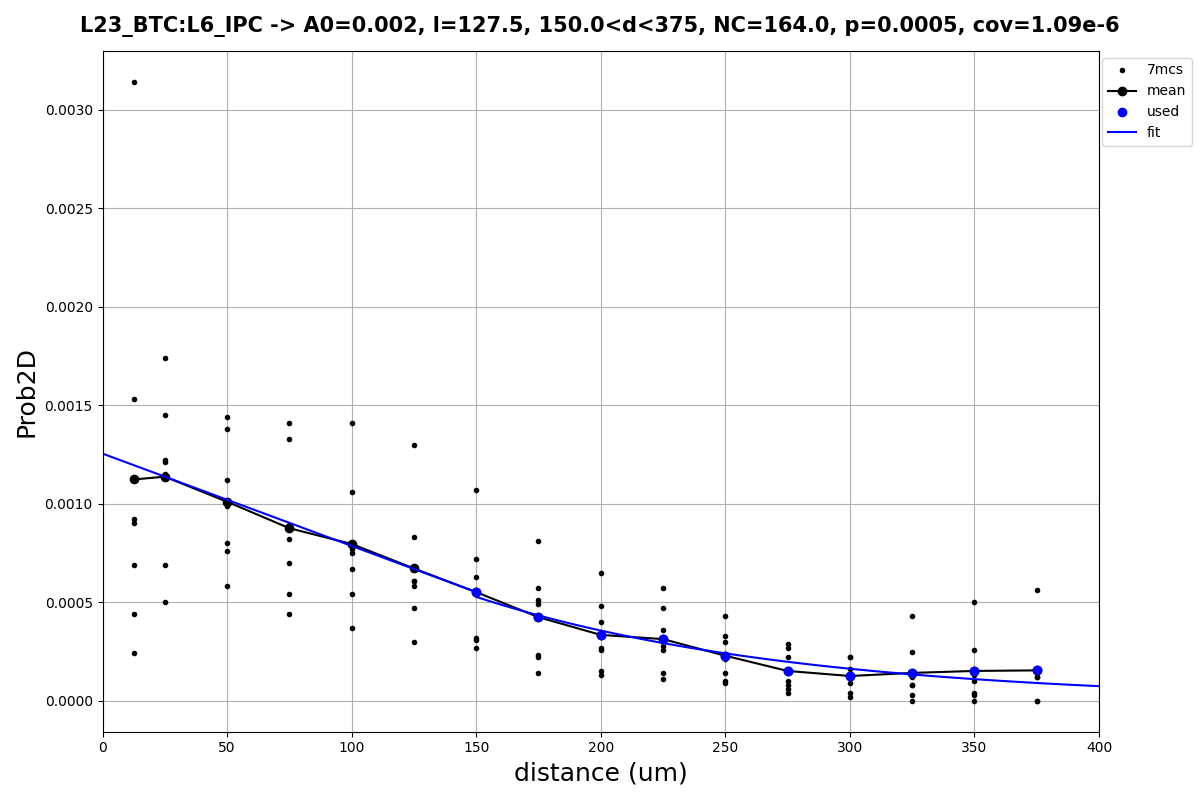 L23_BTC:L6_IPC -> A0=0.002, l=127.5, 150.0<d<375, NC=164.0, p=0.0005, cov=1.09e-6
7mcs
mean
used
fit
0.0030
0.0025
0.0020
0.0015
0.0010
0.0005
0.0000
Prob2D
0
50
100
150
200
250
300
350
400
distance (um)